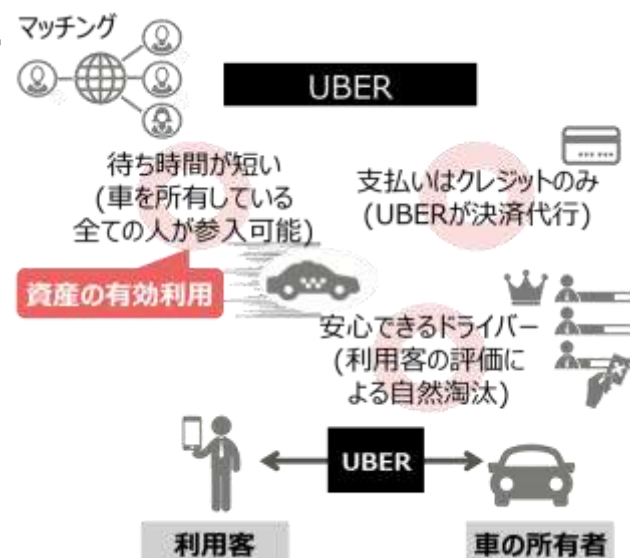 マッチング
UBER
待ち時間が短い
(車を所有している
全ての人が参入可能)
支払いはクレジットのみ
(UBERが決済代行)
資産の有効利用
安心できるドライバー
(利用客の評価に
よる自然淘汰)
UBER
利用客
車の所有者